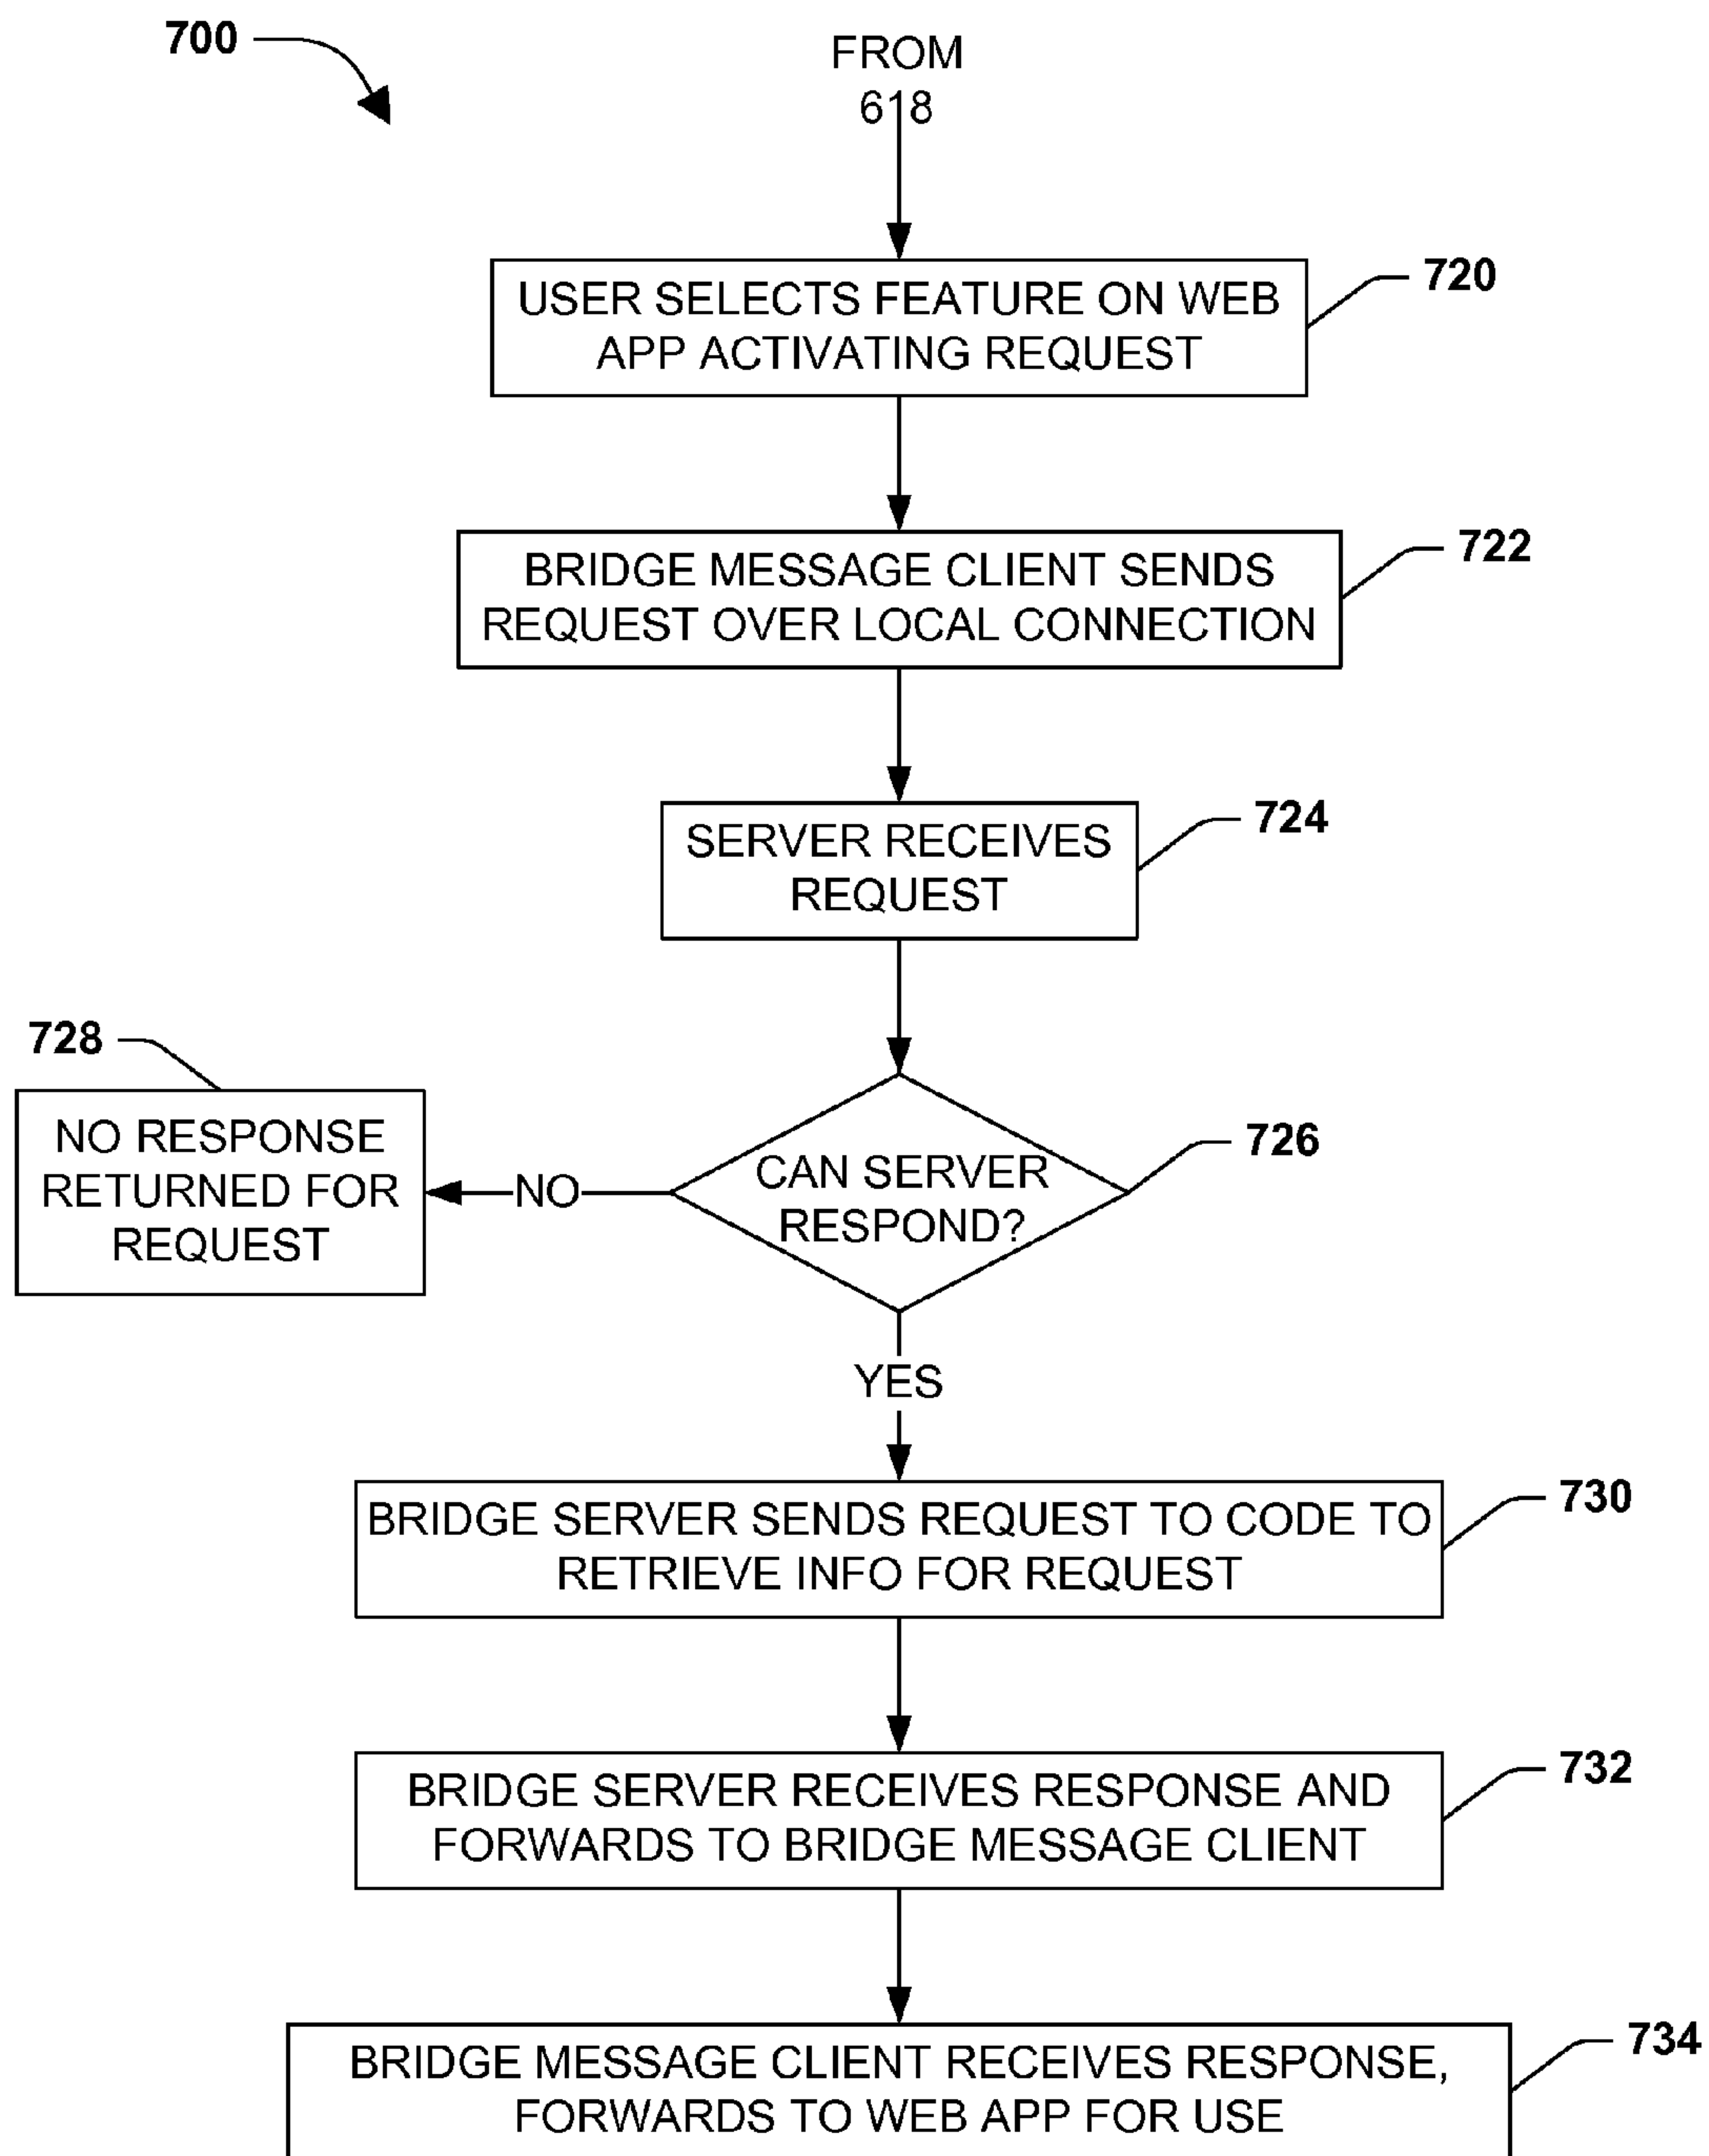 700
FROM
618
USER SELECTS FEATURE ON WEB
APP ACTIVATING REQUEST
720
BRIDGE MESSAGE CLIENT SENDS
REQUEST OVER LOCAL CONNECTION
722
SERVER RECEIVES
REQUEST
724
CAN SERVER
RESPOND?
726
NO
728
NO RESPONSE
RETURNED FOR
REQUEST
YES
BRIDGE SERVER SENDS REQUEST TO CODE TO
RETRIEVE INFO FOR REQUEST
730
BRIDGE SERVER RECEIVES RESPONSE AND
FORWARDS TO BRIDGE MESSAGE CLIENT
732
BRIDGE MESSAGE CLIENT RECEIVES RESPONSE,
FORWARDS TO WEB APP FOR USE
734